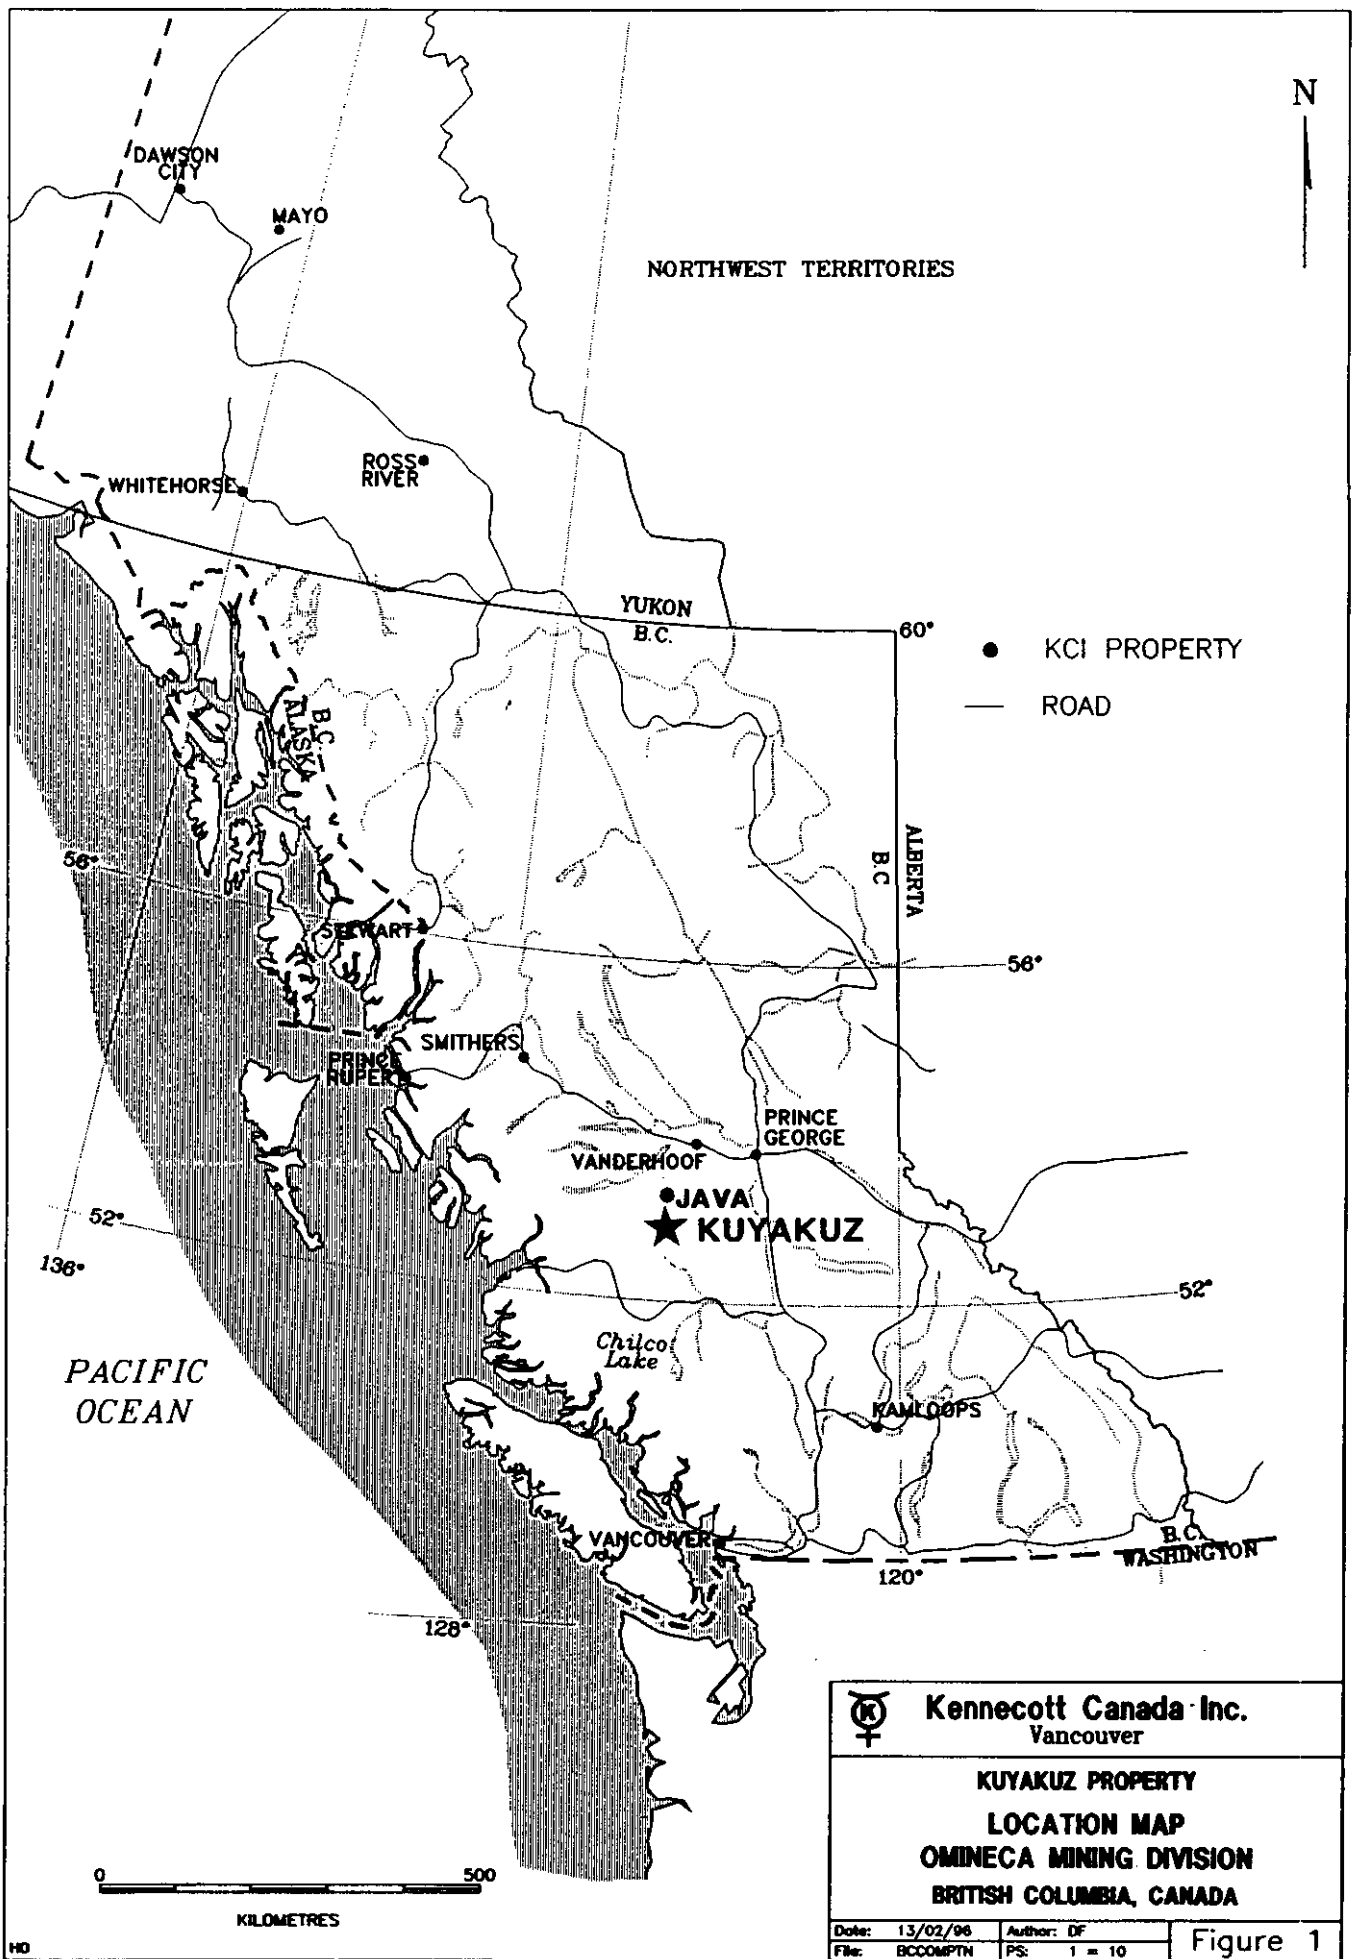 N
DAWSON
CITY
MAYO
NORTHWEST TERRITORIES
ROSS
RIVER
WHITEHORSE
YUKON
B.C.
60°
KCI PROPERTY
ROAD
B.C.
ALASKA
ALBERTA
B.C
56°
STEWART
56°
SMITHERS
PRINCE
RUPERT
PRINCE
GEORGE
VANDERHOOF
JAVA
KUYAKUZ
52°
136°
52°
Chilco
Lake
PACIFIC
OCEAN
KAMLOOPS
VANCOUVER
B.C.
WASHINGTON
120°
128°
Kennecott Canada Inc.
Vancouver
KUYAKUZ PROPERTY
LOCATION MAP
OMINECA MINING DIVISION
BRITISH COLUMBIA, CANADA
0 500
KILOMETRES
Date: 13/02/96 Author: DF
File: BCCOMPTN PS: 1 = 10
Figure 1
HO
K